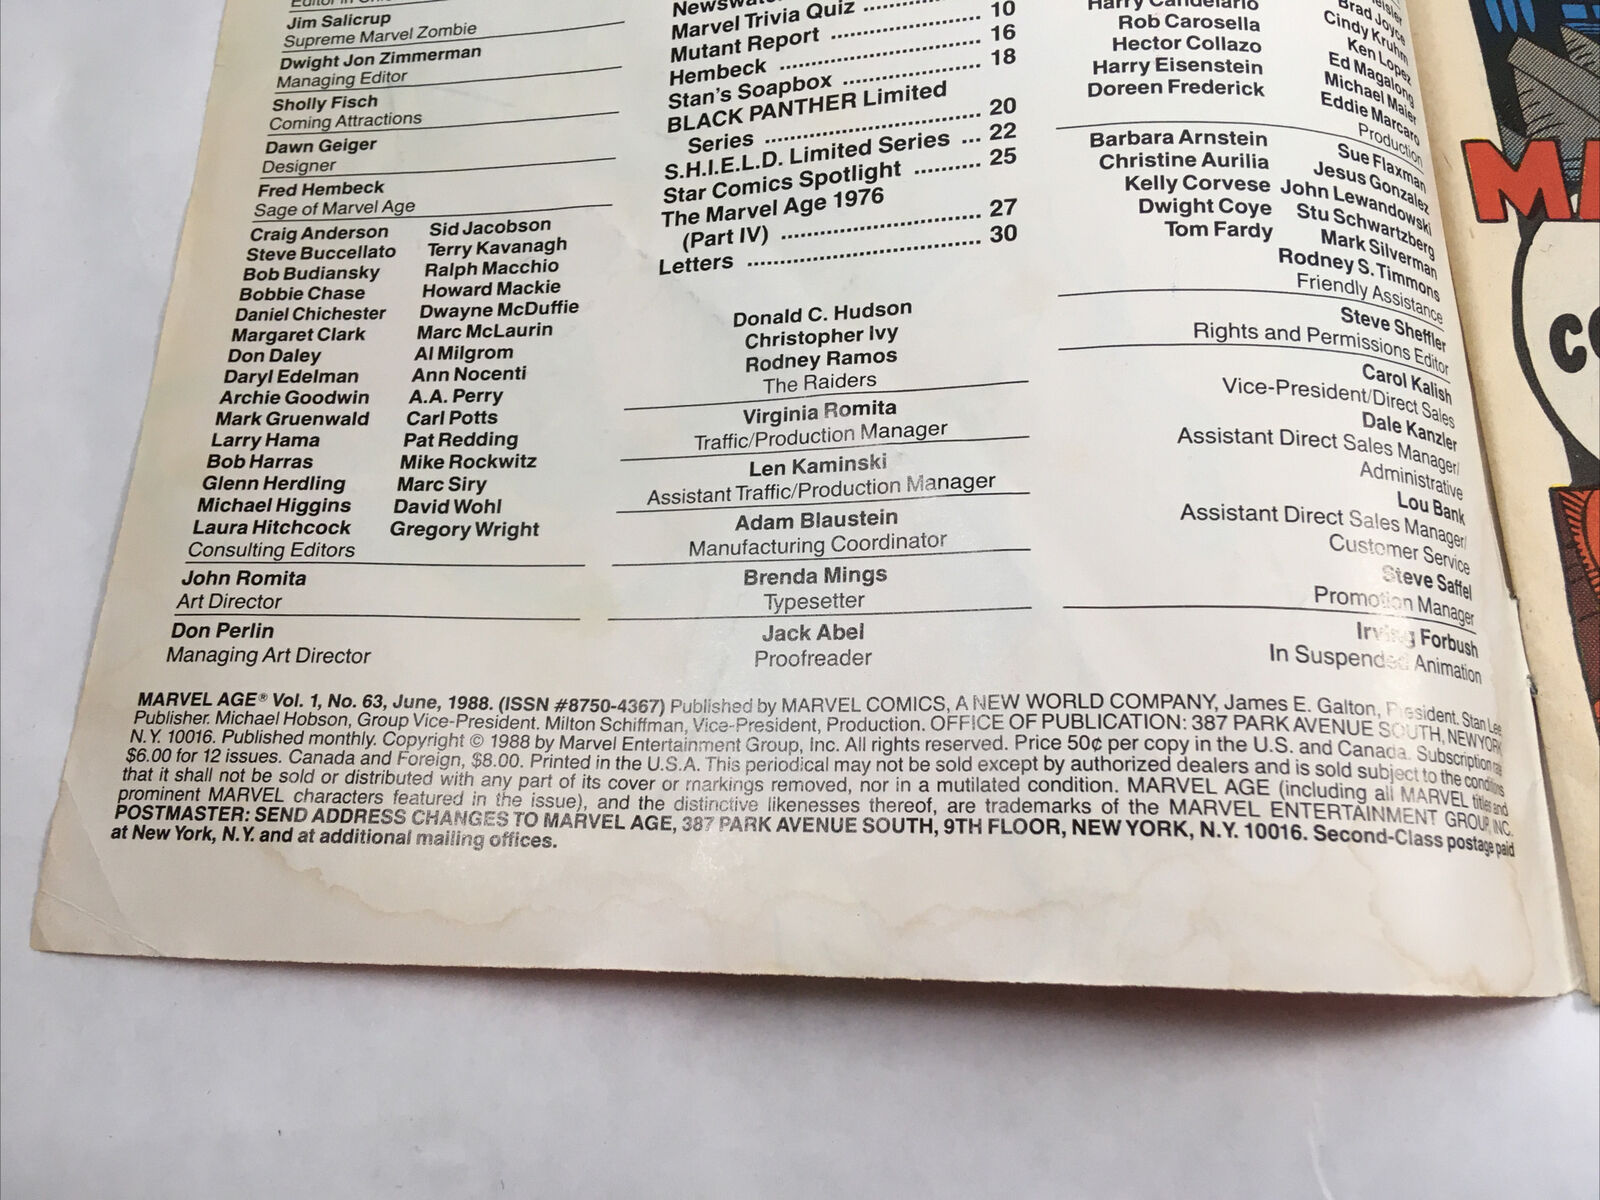 Jim Salicrup
Supreme Marvel Zombie
Dwight Jon Zimmerman
Managing Editor
Sholly Fisch
Coming Attractions
Dawn Geiger
Designer
Fred Hembeck
Sage of Marvel Age
Craig Anderson
Steve Buccellato
Bob Budiansky
Bobbie Chase
Daniel Chichester
Margaret Clark
Don Daley
Daryl Edelman
Archie Goodwin
Mark Gruenwald
Larry Hama
Bob Harras
Glenn Herdling
Michael Higgins
Laura Hitchcock
Sid Jacobson
Terry Kavanagh
Ralph Macchio
Howard Mackie
Dwayne McDuffie
Marc McLaurin
Al Milgrom
Ann Nocenti
A.A. Perry
Carl Potts
Pat Redding
Mike Rockwitz
Marc Siry
David Wohl
Gregory Wright
Consulting Editors
John Romita
Art Director
Don Perlin
Managing Art Director
Marvel Trivia Quiz ..........
Mutant Report .................... 10
Hembeck .............................. 16
Stan's Soapbox .................. 18
BLACK PANTHER Limited
Series .............................. 20
S.H.I.E.L.D. Limited Series ... 22
Star Comics Spotlight ......... 25
The Marvel Age 1976
(Part IV) ............................ 27
Letters ................................ 30
Donald C. Hudson
Christopher Ivy
Rodney Ramos
The Raiders
Virginia Romita
Traffic/Production Manager
Len Kaminski
Assistant Traffic/Production Manager
Adam Blaustein
Manufacturing Coordinator
Brenda Mings
Typesetter
Jack Abel
Proofreader
Harry Candelario
Rob Carosella
Hector Collazo
Harry Eisenstein
Doreen Frederick
Brad Joyce
Cindy Kruhm
Ken Lopez
Ed Magalong
Michael Maier
Eddie Marcaro
Production
Barbara Arnstein
Christine Aurilia
Kelly Corvese
Dwight Coye
Tom Fardy
Sue Flaxman
Jesus Gonzalez
John Lewandowski
Stu Schwartzberg
Mark Silverman
Rodney S. Timmons
Friendly Assistance
Steve Sheffler
Rights and Permissions Editor
Carol Kalish
Vice-President/Direct Sales
Dale Kanzler
Assistant Direct Sales Manager/
Administrative
Lou Bank
Assistant Direct Sales Manager/
Customer Service
Steve Saffel
Promotion Manager
Irving Forbush
In Suspended Animation
MARVEL AGE® Vol. 1, No. 63, June, 1988. (ISSN #8750-4367) Published by MARVEL COMICS, A NEW WORLD COMPANY, James E. Galton, President. Stan Lee
Publisher. Michael Hobson, Group Vice-President. Milton Schiffman, Vice-President, Production. OFFICE OF PUBLICATION: 387 PARK AVENUE SOUTH, NEW YORK
N.Y. 10016. Published monthly. Copyright © 1988 by Marvel Entertainment Group, Inc. All rights reserved. Price 50¢ per copy in the U.S. and Canada. Subscription rate
$6.00 for 12 issues. Canada and Foreign, $8.00. Printed in the U.S.A. This periodical may not be sold except by authorized dealers and is sold subject to the conditions
that it shall not be sold or distributed with any part of its cover or markings removed, nor in a mutilated condition. MARVEL AGE (including all MARVEL titles and
prominent MARVEL characters featured in the issue), and the distinctive likenesses thereof, are trademarks of the MARVEL ENTERTAINMENT GROUP, INC.
POSTMASTER: SEND ADDRESS CHANGES TO MARVEL AGE, 387 PARK AVENUE SOUTH, 9TH FLOOR, NEW YORK, N.Y. 10016. Second-Class postage paid
at New York, N.Y. and at additional mailing offices.